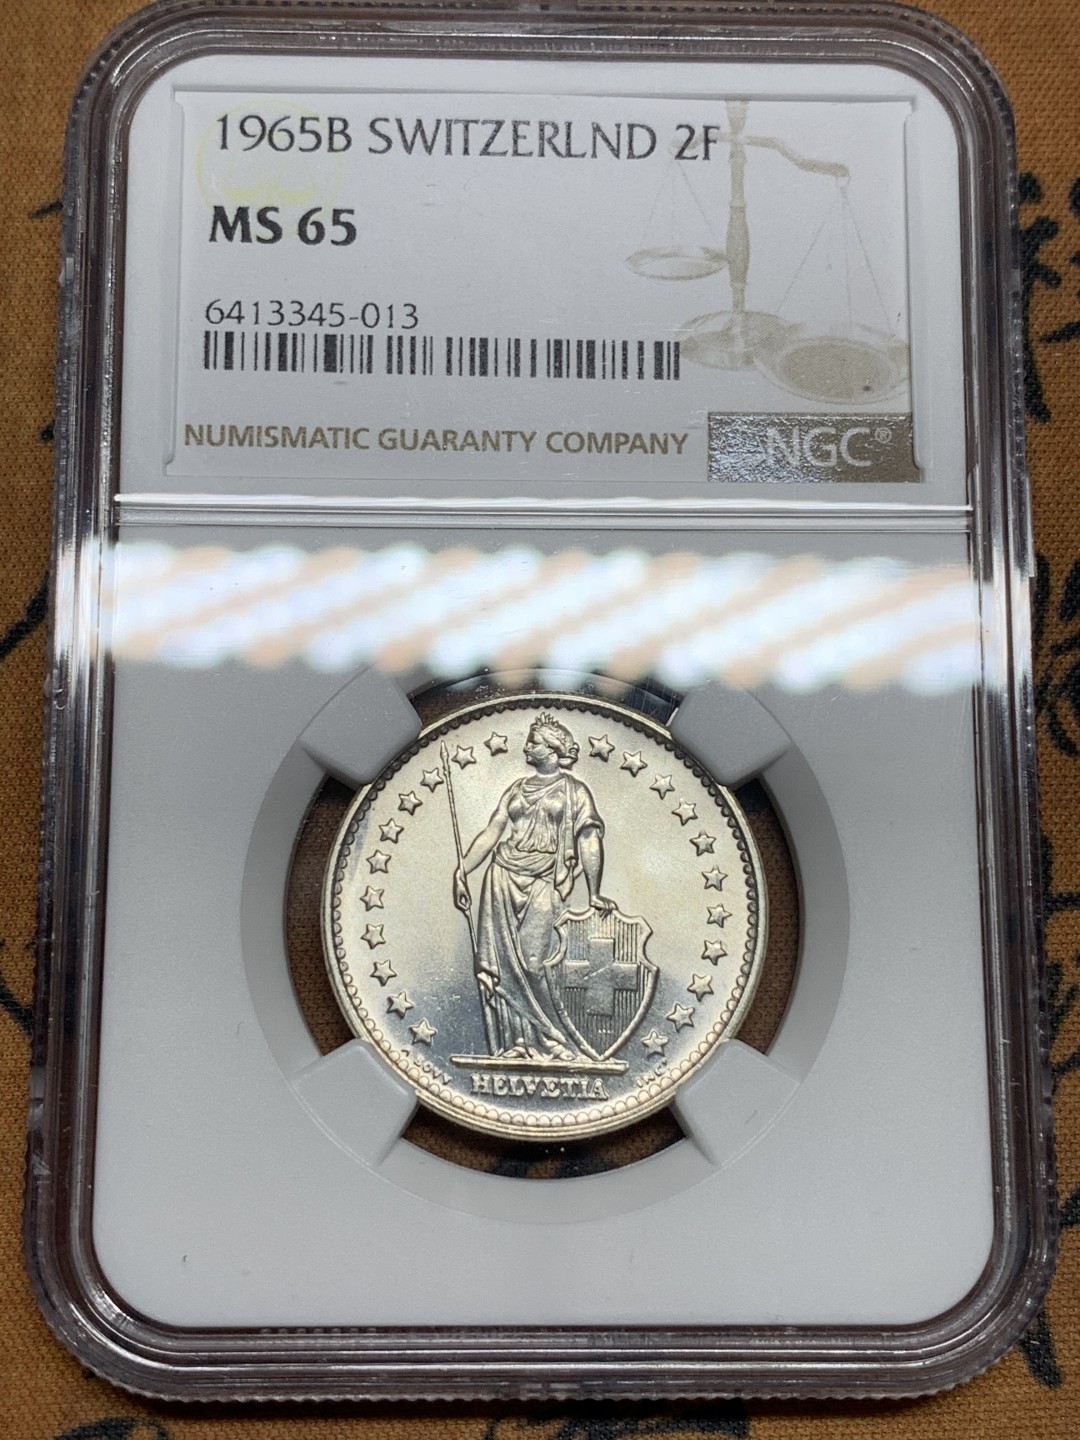 1965B SWITZERLND 2F
MS 65
6413345-013
NUMISMATIC GUARANTY COMPANY
NGC®
HELVETIA